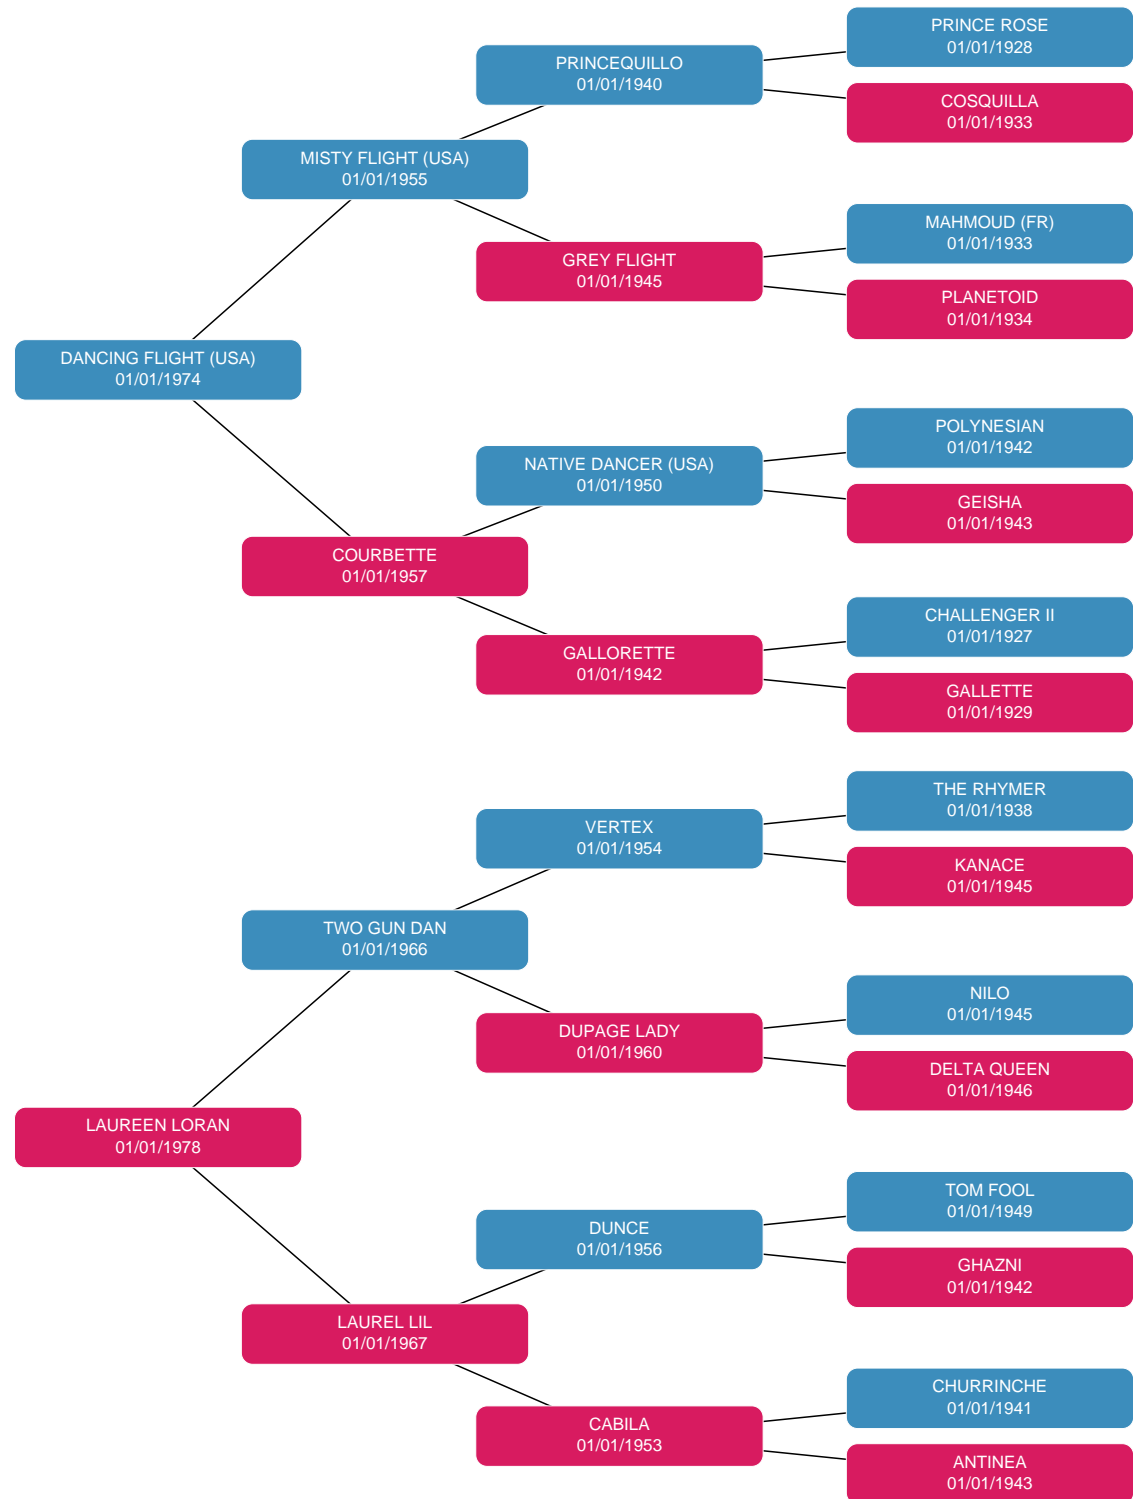 PRINCE ROSE
01/01/1928
PRINCEQUILLO
01/01/1940
COSQUILLA
01/01/1933
MISTY FLIGHT (USA)
01/01/1955
MAHMOUD (FR)
01/01/1933
GREY FLIGHT
01/01/1945
PLANETOID
01/01/1934
DANCING FLIGHT (USA)
01/01/1974
POLYNESIAN
01/01/1942
NATIVE DANCER (USA)
01/01/1950
GEISHA
01/01/1943
COURBETTE
01/01/1957
CHALLENGER II
01/01/1927
GALLORETTE
01/01/1942
GALLETTE
01/01/1929
THE RHYMER
01/01/1938
VERTEX
01/01/1954
KANACE
01/01/1945
TWO GUN DAN
01/01/1966
NILO
01/01/1945
DUPAGE LADY
01/01/1960
DELTA QUEEN
01/01/1946
LAUREEN LORAN
01/01/1978
TOM FOOL
01/01/1949
DUNCE
01/01/1956
GHAZNI
01/01/1942
LAUREL LIL
01/01/1967
CHURRINCHE
01/01/1941
CABILA
01/01/1953
ANTINEA
01/01/1943